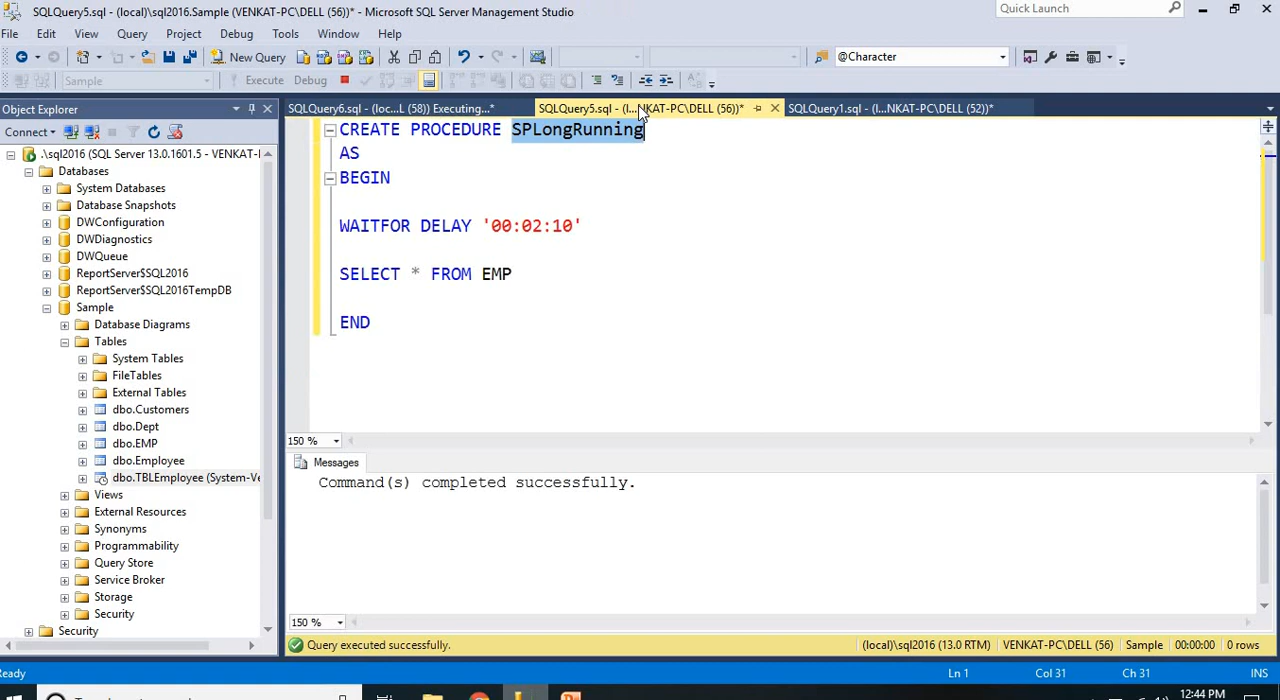 SQLQuery5.sql - (local)\sql2016.Sample (VENKAT-PC\DELL (56))* - Microsoft SQL Server Management Studio
Quick Launch
File Edit View Query Project Debug Tools Window Help
New Query @Character
Sample Execute Debug
Object Explorer
SQLQuery6.sql - (loc...L (58)) Executing...* SQLQuery5.sql - (l...NKAT-PC\DELL (56))* SQLQuery1.sql - (l...NKAT-PC\DELL (52))*
Connect
.\sql2016 (SQL Server 13.0.1601.5 - VENKAT-
Databases
System Databases
Database Snapshots
DWConfiguration
DWDiagnostics
DWQueue
ReportServer$SQL2016
ReportServer$SQL2016TempDB
Sample
Database Diagrams
Tables
System Tables
FileTables
External Tables
dbo.Customers
dbo.Dept
dbo.EMP
dbo.Employee
dbo.TBLEmployee (System-Ve
Views
External Resources
Synonyms
Programmability
Query Store
Service Broker
Storage
Security
Security
CREATE PROCEDURE SPLongRunning
AS
BEGIN
WAITFOR DELAY '00:02:10'
SELECT * FROM EMP
END
150 %
Messages
Command(s) completed successfully.
150 %
Query executed successfully. (local)\sql2016 (13.0 RTM) VENKAT-PC\DELL (56) Sample 00:00:00 0 rows
Ready Ln 1 Col 31 Ch 31 INS
12:44 PM